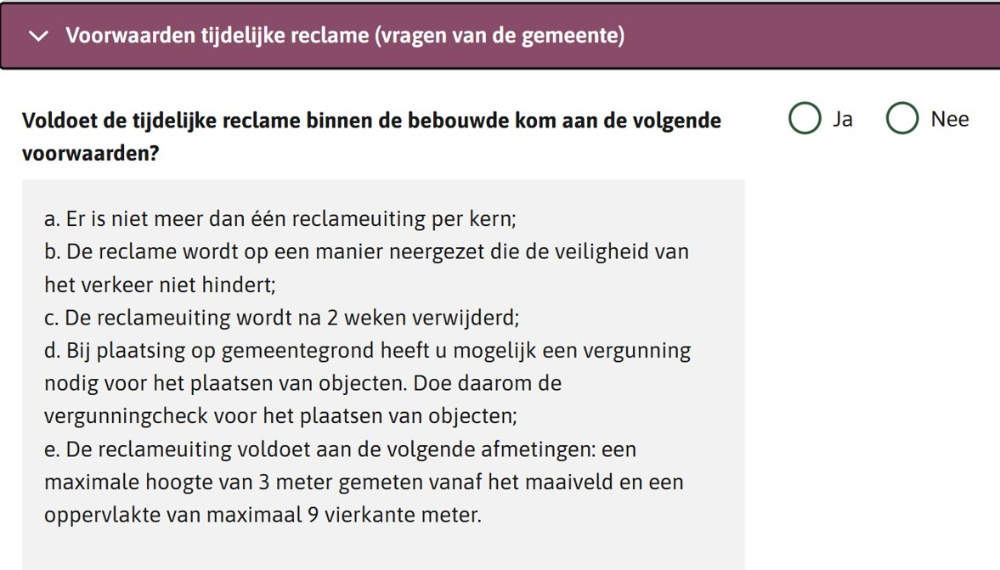 Voorwaarden tijdelijke reclame (vragen van de gemeente)
Voldoet de tijdelijke reclame binnen de bebouwde kom aan de volgende
voorwaarden?
Ja
Nee
a. Er is niet meer dan één reclameuiting per kern;
b. De reclame wordt op een manier neergezet die de veiligheid van
het verkeer niet hindert;
c. De reclameuiting wordt na 2 weken verwijderd;
d. Bij plaatsing op gemeentegrond heeft u mogelijk een vergunning
nodig voor het plaatsen van objecten. Doe daarom de
vergunningcheck voor het plaatsen van objecten;
e. De reclameuiting voldoet aan de volgende afmetingen: een
maximale hoogte van 3 meter gemeten vanaf het maaiveld en een
oppervlakte van maximaal 9 vierkante meter.